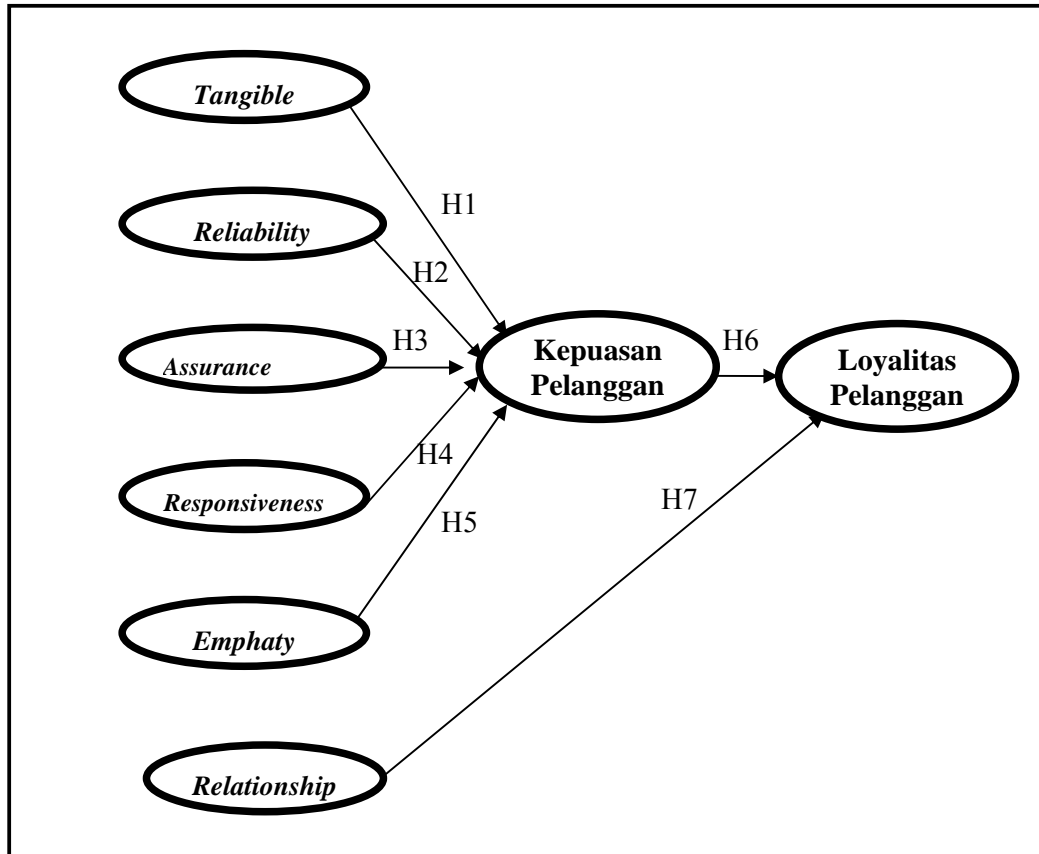 Tangible
H1
Reliability
H2
Assurance
H3
Kepuasan
Pelanggan
H6
Loyalitas
Pelanggan
Responsiveness
H4
H5
H7
Emphaty
Relationship